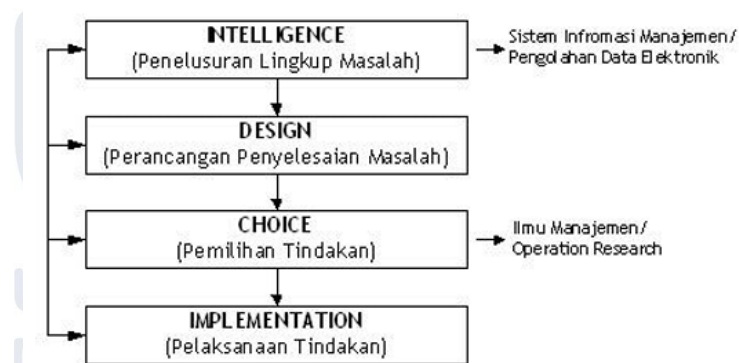 INTELLIGENCE
(Penelusuran Lingkup Masalah)
Sistem Infromasi Manajemen/
Pengolahan Data Elektronik
DESIGN
(Perancangan Penyelesaian Masalah)
CHOICE
(Pemilihan Tindakan)
Ilmu Manajemen/
Operation Research
IMPLEMENTATION
(Pelaksanaan Tindakan)